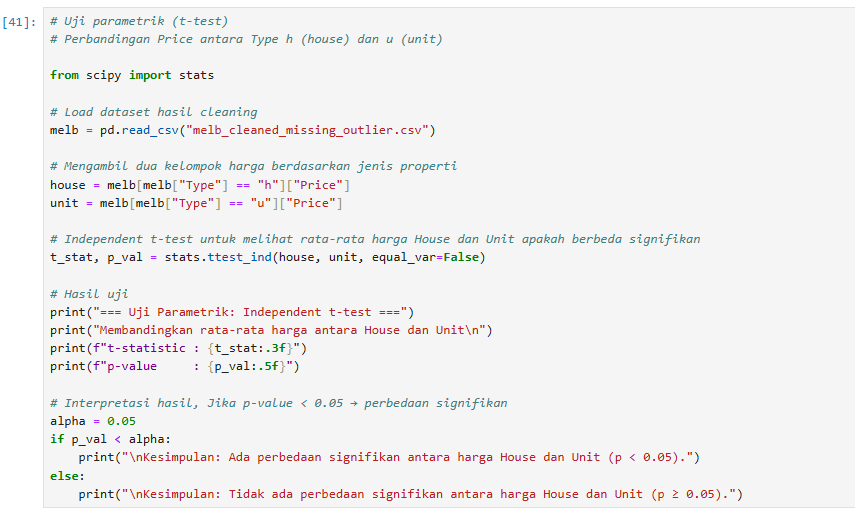 [41]: # Uji parametrik (t-test)
# Perbandingan Price antara Type h (house) dan u (unit)
from scipy import stats
# Load dataset hasil cleaning
melb = pd.read_csv("melb_cleaned_missing_outlier.csv")
# Mengambil dua kelompok harga berdasarkan jenis properti
house = melb[melb["Type"] == "h"]["Price"]
unit = melb[melb["Type"] == "u"]["Price"]
# Independent t-test untuk melihat rata-rata harga House dan Unit apakah berbeda signifikan
t_stat, p_val = stats.ttest_ind(house, unit, equal_var=False)
# Hasil uji
print("=== Uji Parametrik: Independent t-test ===")
print("Membandingkan rata-rata harga antara House dan Unit\n")
print(f"t-statistic : {t_stat:.3f}")
print(f"p-value     : {p_val:.5f}")
# Interpretasi hasil, Jika p-value < 0.05 → perbedaan signifikan
alpha = 0.05
if p_val < alpha:
    print("\nKesimpulan: Ada perbedaan signifikan antara harga House dan Unit (p < 0.05).")
else:
    print("\nKesimpulan: Tidak ada perbedaan signifikan antara harga House dan Unit (p ≥ 0.05).")